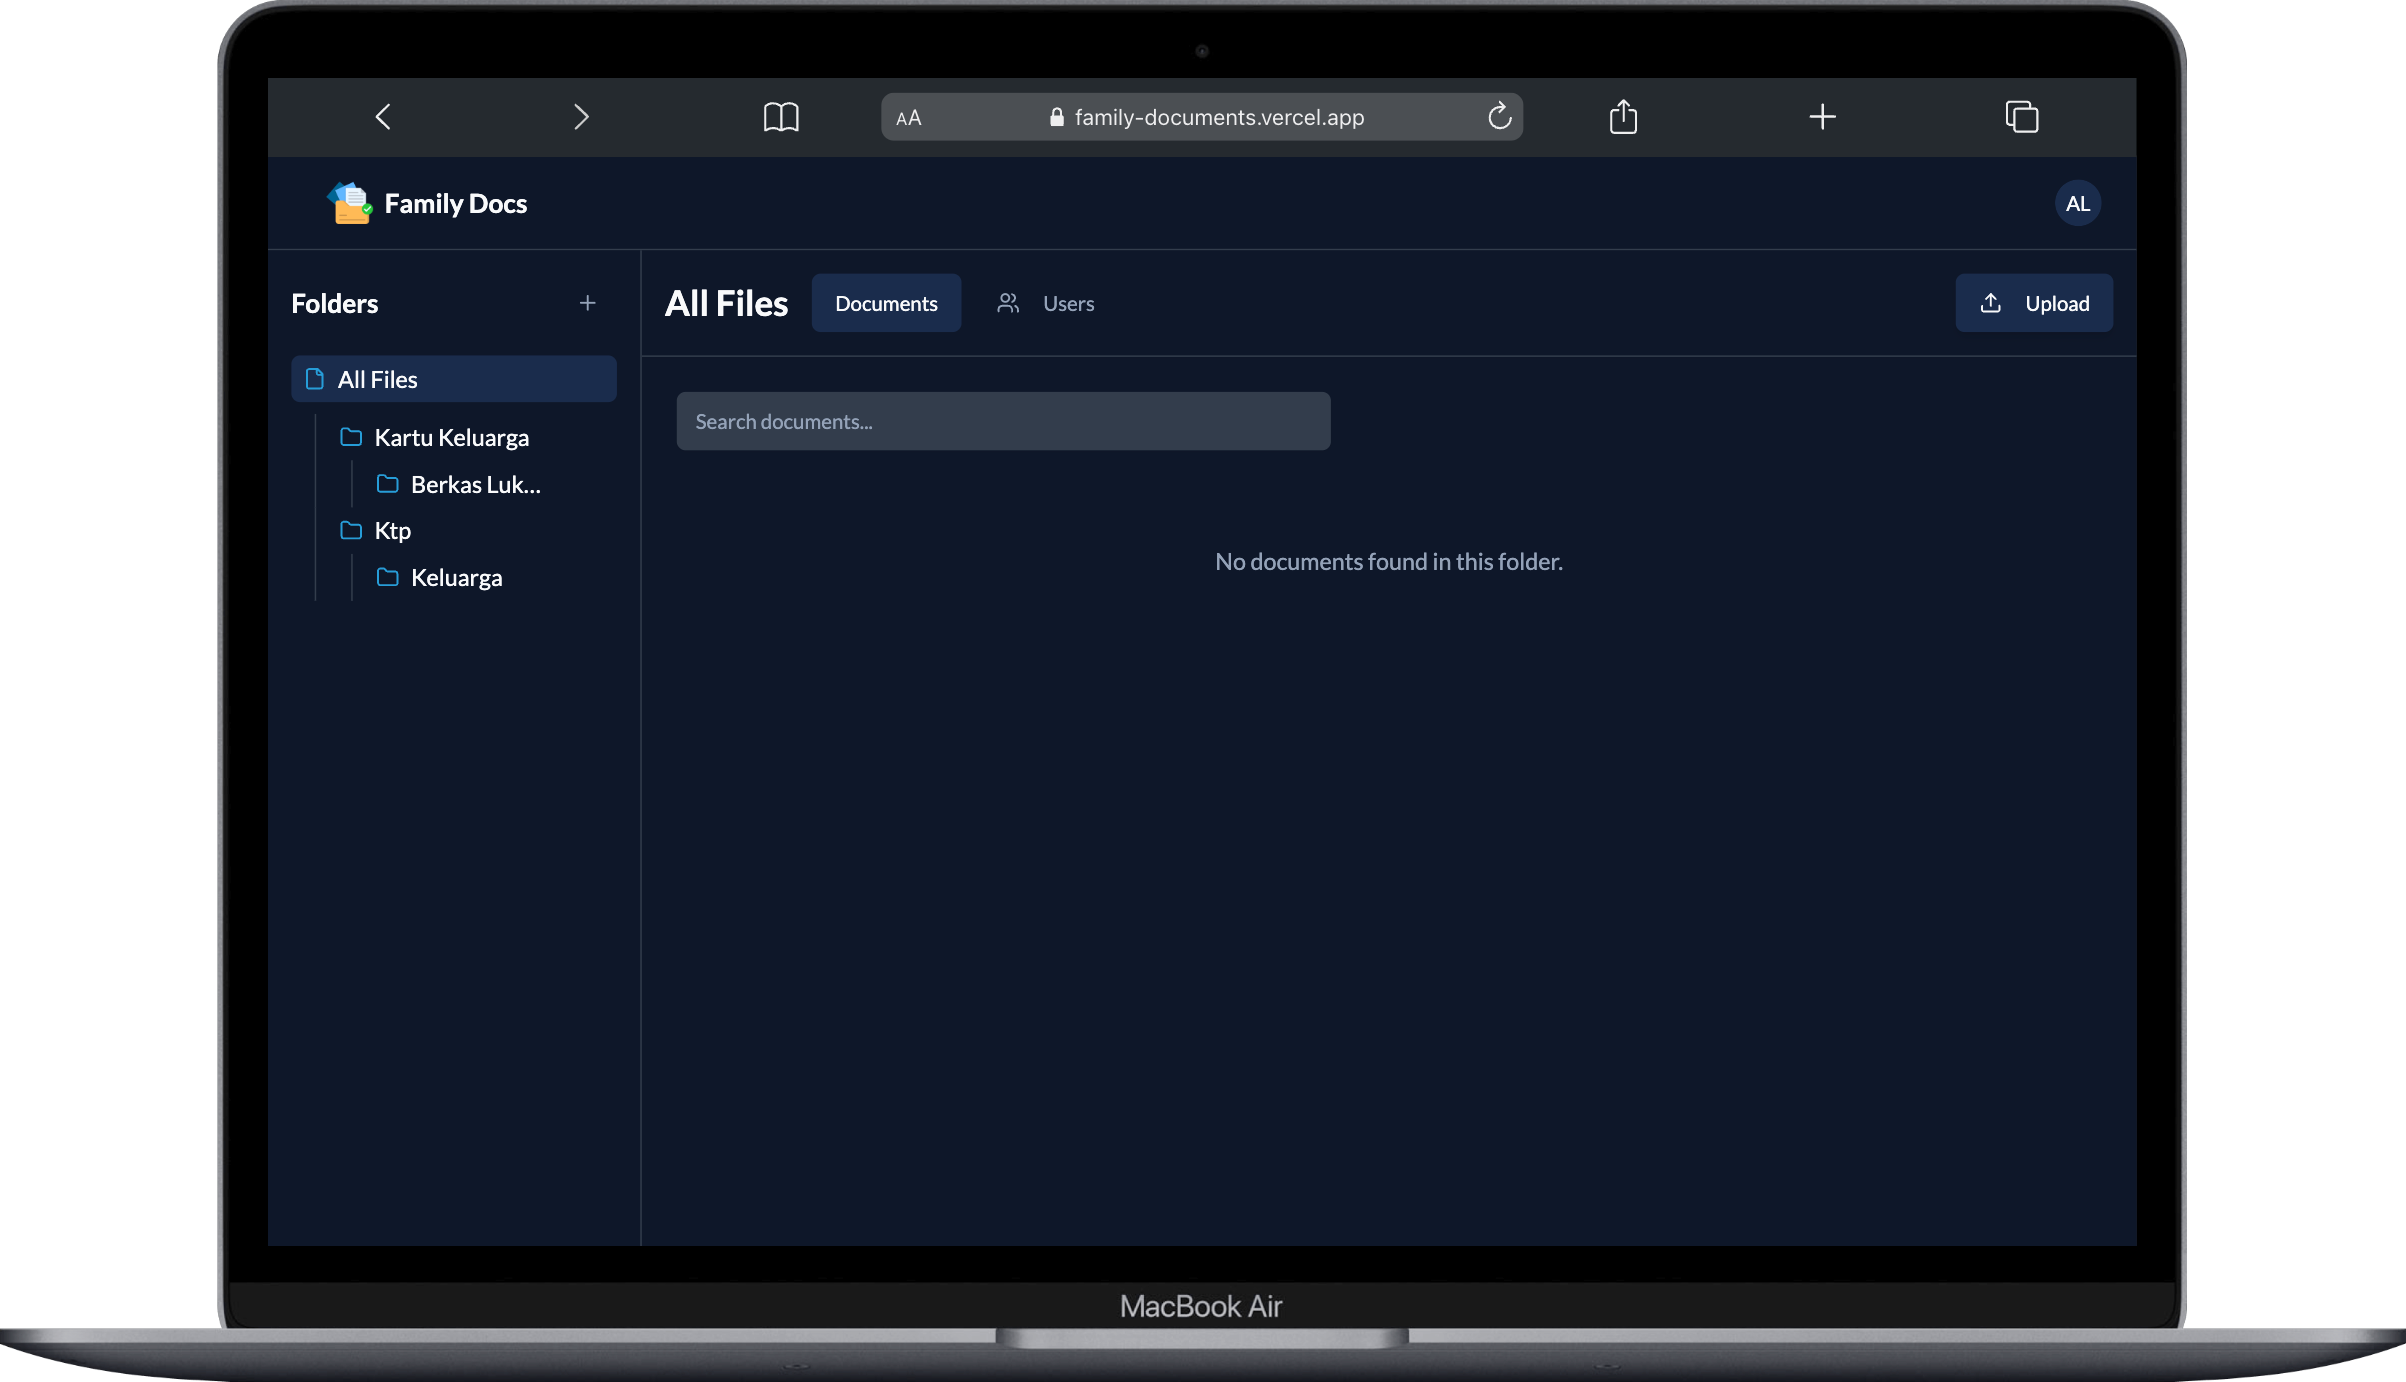 AA family-documents.vercel.app
Family Docs
AL
Folders
All Files
Kartu Keluarga
Berkas Luk...
Ktp
Keluarga
All Files Documents Users Upload
Search documents...
No documents found in this folder.
MacBook Air